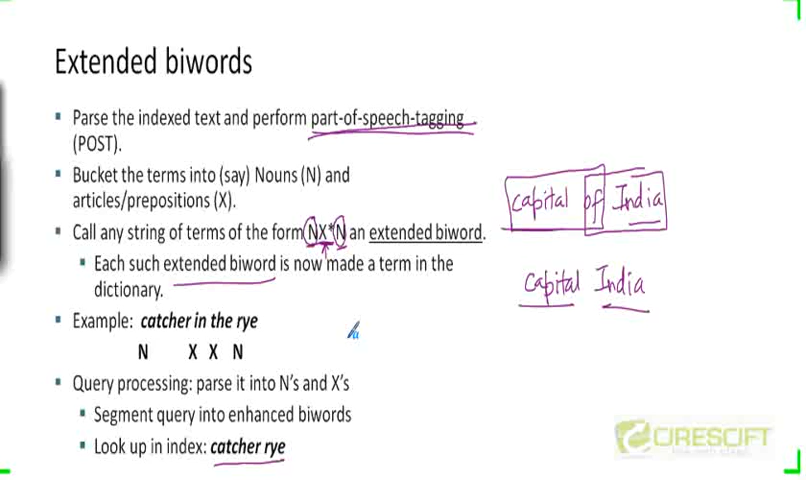 Extended biwords
▪ Parse the indexed text and perform part-of-speech-tagging
(POST).
▪ Bucket the terms into (say) Nouns (N) and
articles/prepositions (X).
▪ Call any string of terms of the form NX*N an extended biword.
▪ Each such extended biword is now made a term in the
dictionary.
▪ Example: catcher in the rye
N X X N
▪ Query processing: parse it into N's and X's
▪ Segment query into enhanced biwords
▪ Look up in index: catcher rye
Capital of India
Capital India